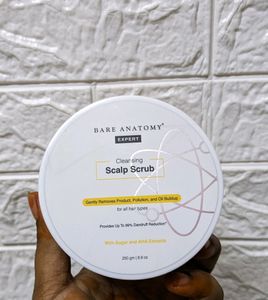 BARE ANATOMY®
EXPERT
Cleansing
Scalp Scrub
Gently Removes Product, Pollution, and Oil Buildup
for all hair types
Provides Up To 99% Dandruff Reduction*
With Sugar and AHA Extracts
250 gm | 8.8 oz